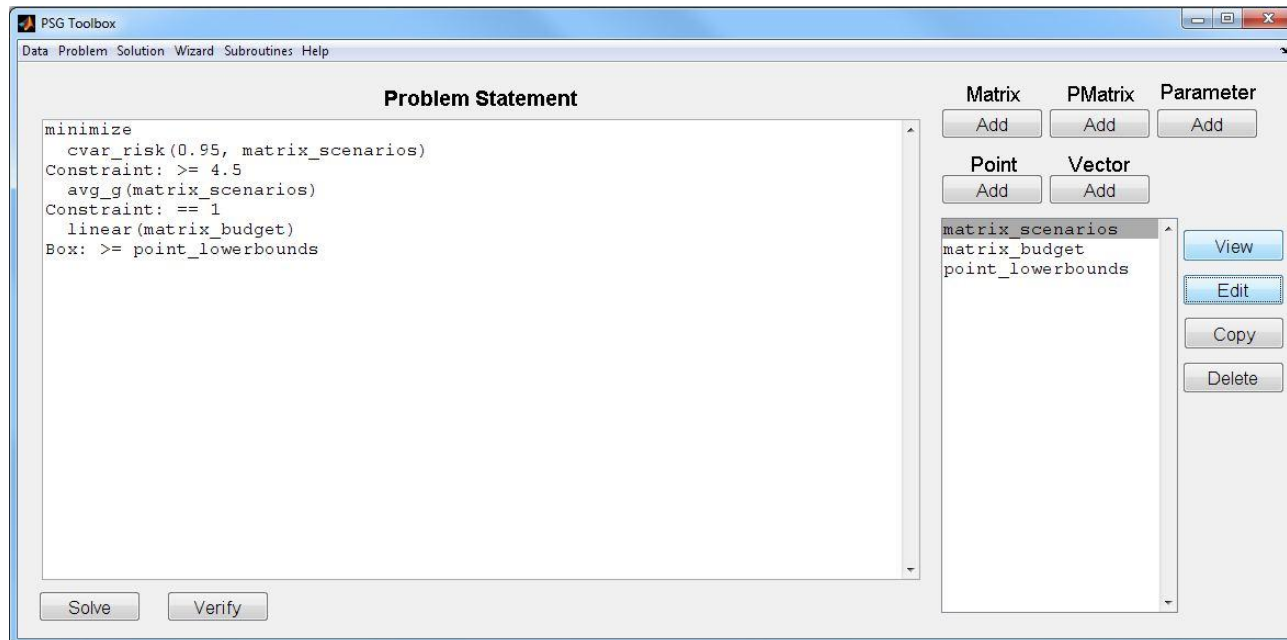 PSG Toolbox
Data Problem Solution Wizard Subroutines Help
Problem Statement
minimize
cvar_risk(0.95, matrix_scenarios)
Constraint: >= 4.5
avg_g(matrix_scenarios)
Constraint: == 1
linear(matrix_budget)
Box: >= point_lowerbounds
Solve Verify
Matrix PMatrix Parameter
Add Add Add
Point Vector
Add Add
matrix_scenarios
matrix_budget
point_lowerbounds
View
Edit
Copy
Delete